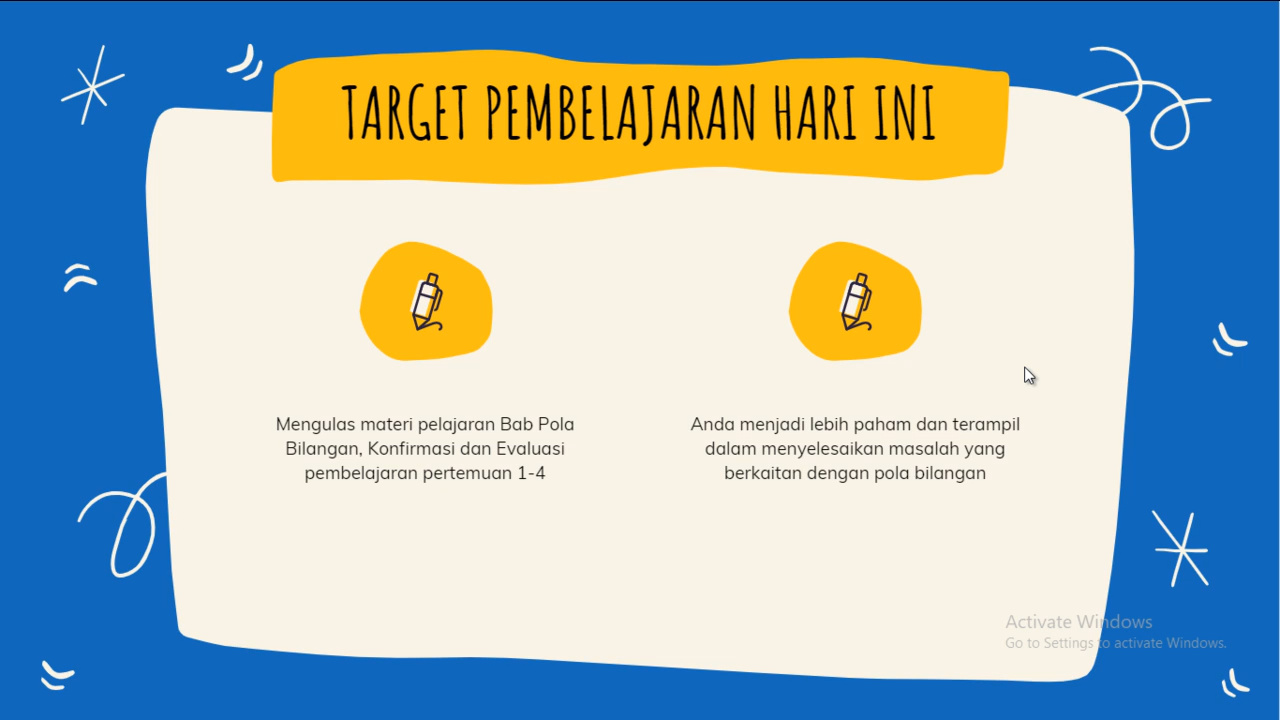 TARGET PEMBELAJARAN HARI INI
Mengulas materi pelajaran Bab Pola
Bilangan, Konfirmasi dan Evaluasi
pembelajaran pertemuan 1-4
Anda menjadi lebih paham dan terampil
dalam menyelesaikan masalah yang
berkaitan dengan pola bilangan
Activate Windows
Go to Settings to activate Windows.